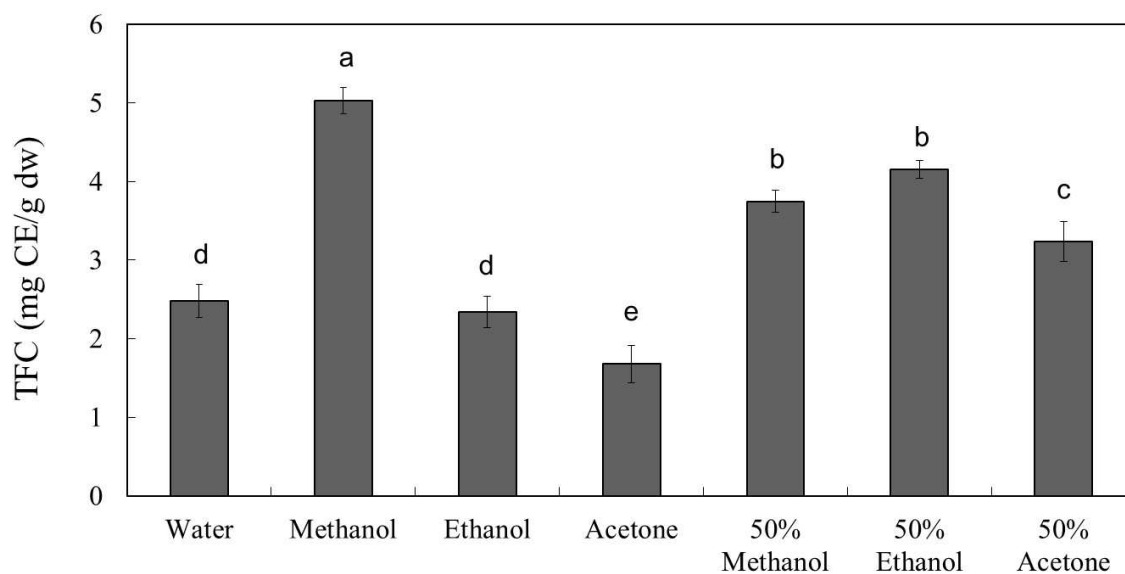 6
5
4
3
2
1
0
TFC (mg CE/g dw)
d
a
d
e
b
b
c
Water
Methanol
Ethanol
Acetone
50%
Methanol
50%
Ethanol
50%
Acetone